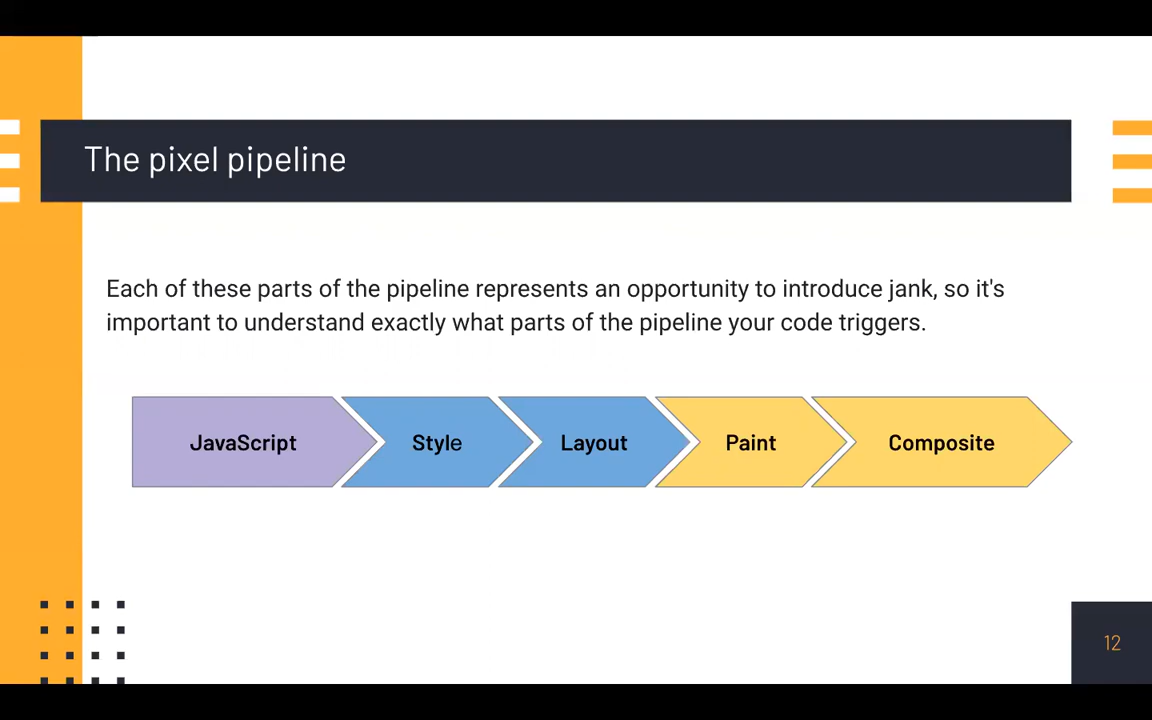 The pixel pipeline
Each of these parts of the pipeline represents an opportunity to introduce jank, so it's
important to understand exactly what parts of the pipeline your code triggers.
JavaScript
Style
Layout
Paint
Composite
12